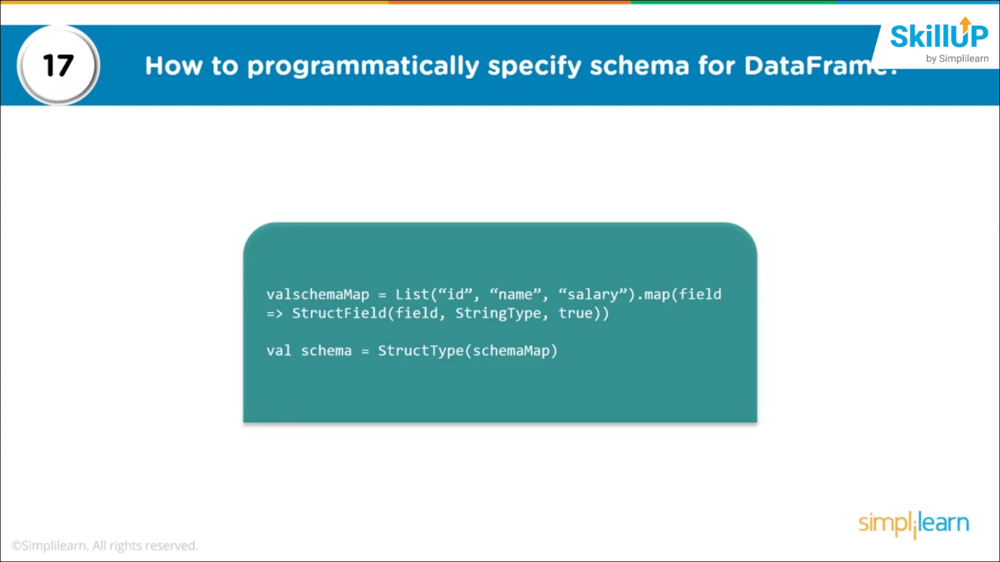 SkillUP
by Simplilearn
17
How to programmatically specify schema for DataFrame?
valschemaMap = List(“id”, “name”, “salary”).map(field
=> StructField(field, StringType, true))
val schema = StructType(schemaMap)
simplilearn
©Simplilearn. All rights reserved.